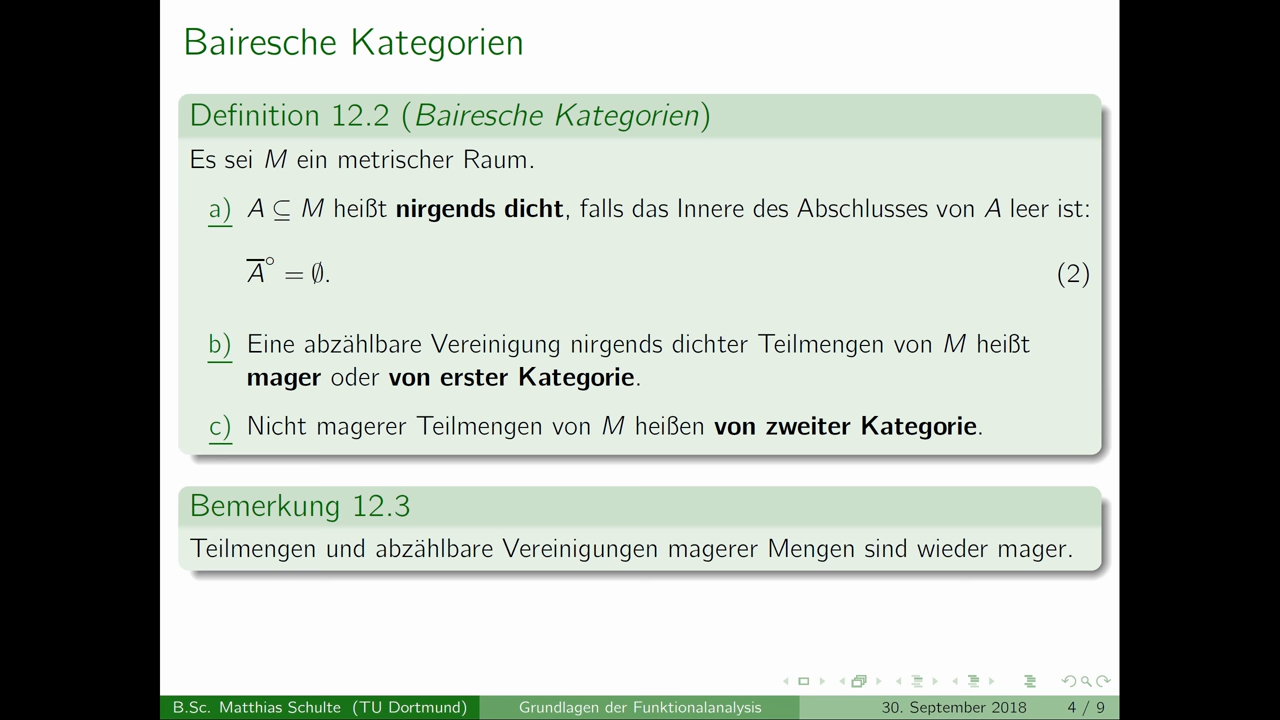 Bairesche Kategorien
Definition 12.2 (Bairesche Kategorien)
Es sei M ein metrischer Raum.
a) A ⊆ M heißt nirgends dicht, falls das Innere des Abschlusses von A leer ist:
A̅° = ∅. (2)
b) Eine abzählbare Vereinigung nirgends dichter Teilmengen von M heißt
mager oder von erster Kategorie.
c) Nicht magerer Teilmengen von M heißen von zweiter Kategorie.
Bemerkung 12.3
Teilmengen und abzählbare Vereinigungen magerer Mengen sind wieder mager.
B.Sc. Matthias Schulte (TU Dortmund) Grundlagen der Funktionalanalysis 30. September 2018 4 / 9